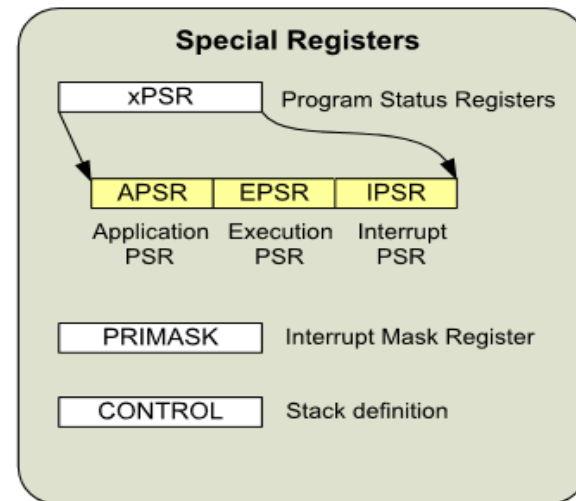 Special Registers
xPSR Program Status Registers
APSR EPSR IPSR
Application Execution Interrupt
PSR PSR PSR
PRIMASK Interrupt Mask Register
CONTROL Stack definition